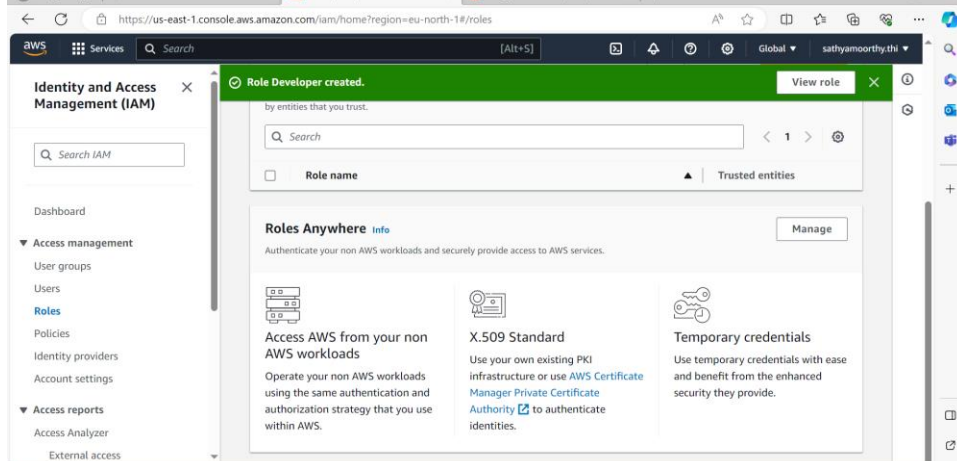 https://us-east-1.console.aws.amazon.com/iam/home?region=eu-north-1#/roles
aws Services Search [Alt+S] Global sathyamoorthy.thi
Identity and Access
Management (IAM)
Search IAM
Dashboard
Access management
User groups
Users
Roles
Policies
Identity providers
Account settings
Access reports
Access Analyzer
External access
Role Developer created. View role
by entities that you trust.
Search
1
Role name Trusted entities
Roles Anywhere Info Manage
Authenticate your non AWS workloads and securely provide access to AWS services.
Access AWS from your non
AWS workloads
Operate your non AWS workloads
using the same authentication and
authorization strategy that you use
within AWS.
X.509 Standard
Use your own existing PKI
infrastructure or use AWS Certificate
Manager Private Certificate
Authority to authenticate
identities.
Temporary credentials
Use temporary credentials with ease
and benefit from the enhanced
security they provide.